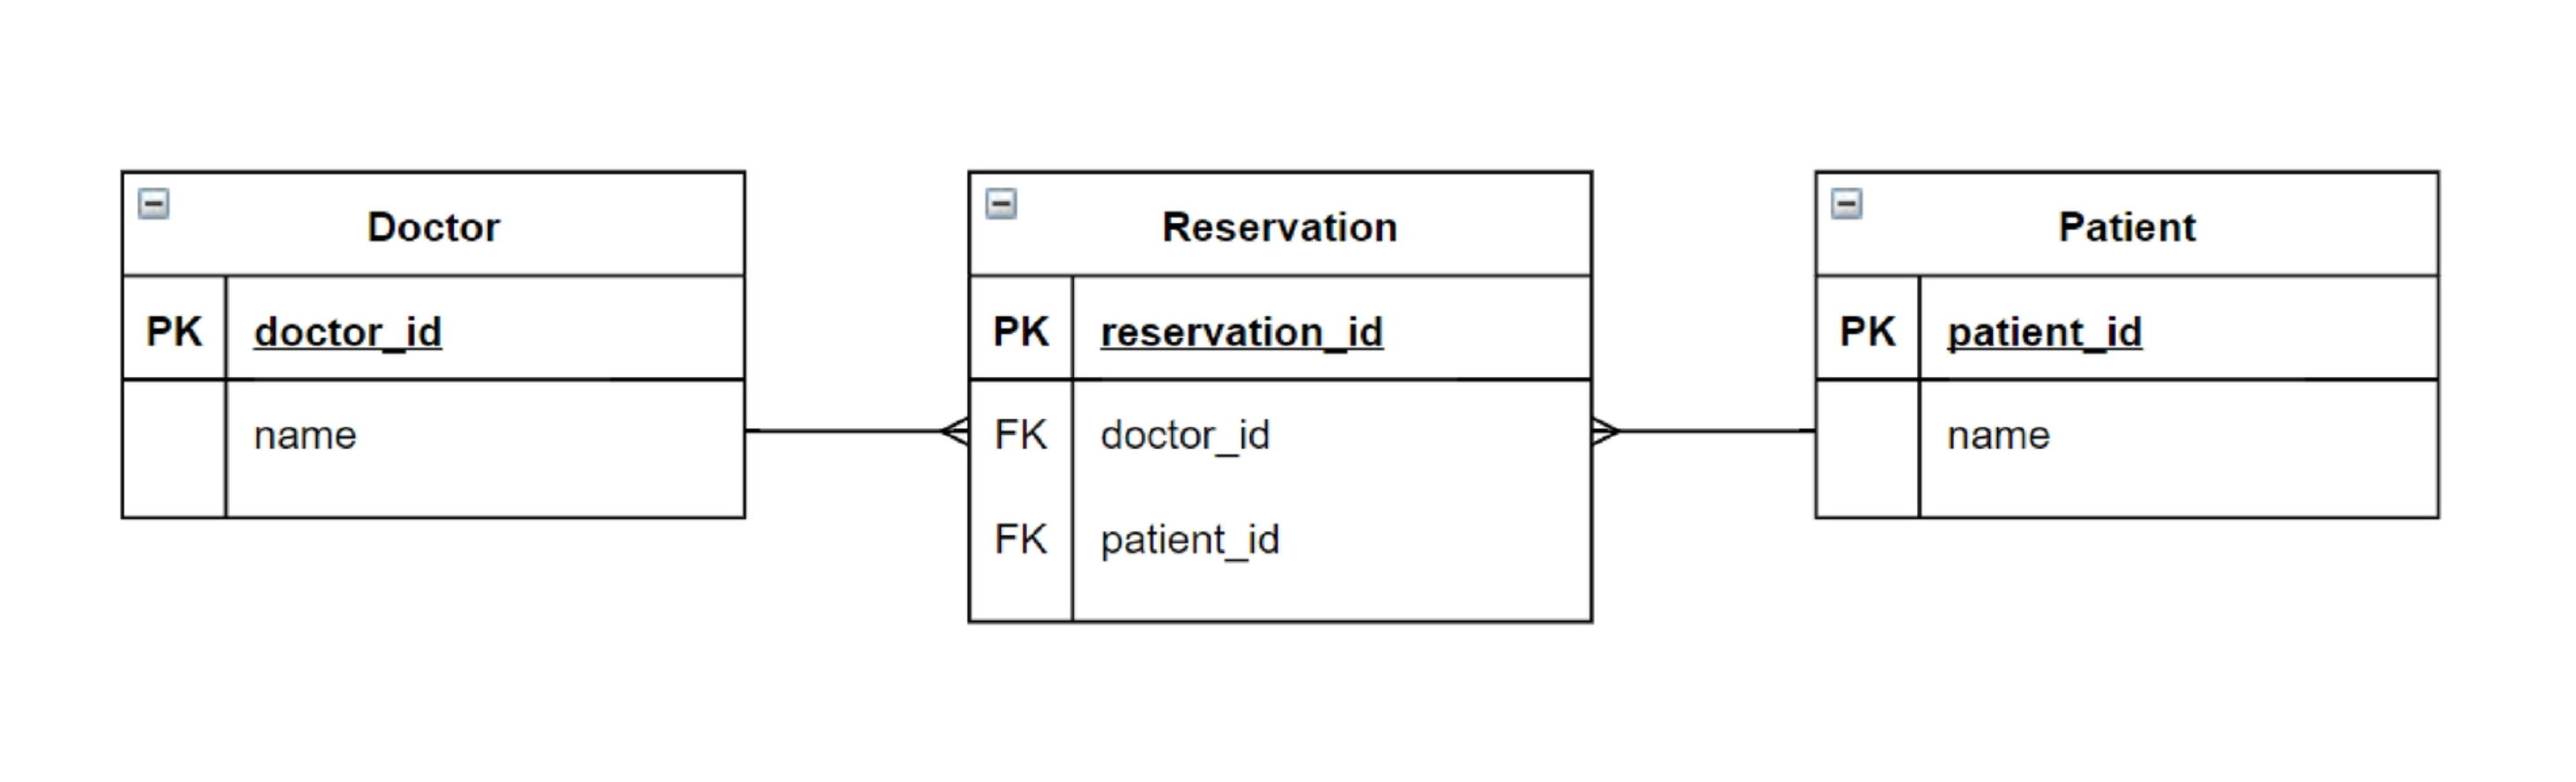 Doctor
PK doctor_id
name
Reservation
PK reservation_id
FK doctor_id
FK patient_id
Patient
PK patient_id
name